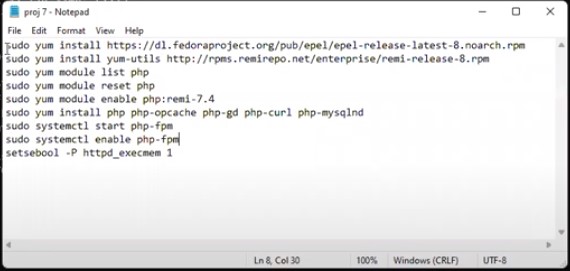 proj 7 - Notepad
File Edit Format View Help
sudo yum install https://dl.fedoraproject.org/pub/epel/epel-release-latest-8.noarch.rpm
sudo yum install yum-utils http://rpms.remirepo.net/enterprise/remi-release-8.rpm
sudo yum module list php
sudo yum module reset php
sudo yum module enable php:remi-7.4
sudo yum install php php-opcache php-gd php-curl php-mysqlnd
sudo systemctl start php-fpm
sudo systemctl enable php-fpm
setsebool -P httpd_execmem 1
Ln 8, Col 30 100% Windows (CRLF) UTF-8